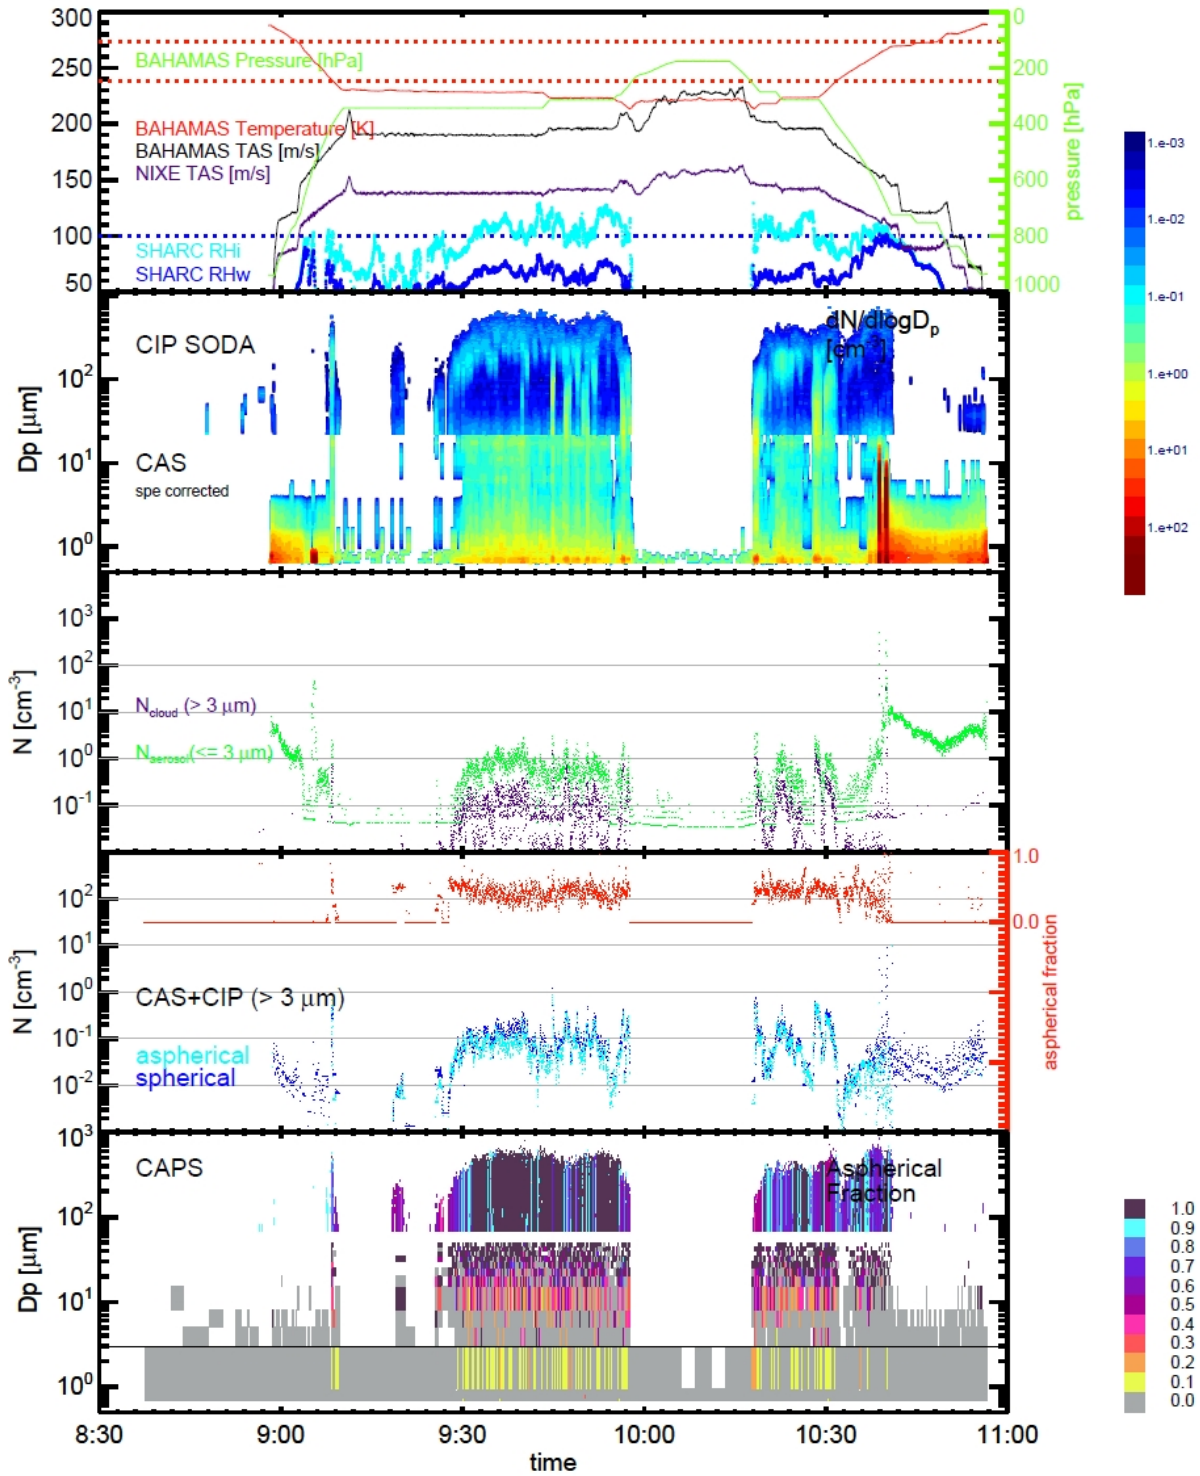 300
250
200
150
100
50
BAHAMAS Pressure [hPa]
BAHAMAS Temperature [K]
BAHAMAS TAS [m/s]
NIXE TAS [m/s]
SHARC RHi
SHARC RHw
0
200
400
600
800
1000
pressure [hPa]
CIP SODA
dN/dlogDp
[cm-3]
CAS
spe corrected
10²
10¹
10⁰
Dp [μm]
1.e-03
1.e-02
1.e-01
1.e+00
1.e+01
1.e+02
10³
10²
10¹
10⁰
10⁻¹
N [cm⁻³]
Ncloud (> 3 μm)
Naerosol(<= 3 μm)
10²
10¹
10⁰
10⁻¹
10⁻²
N [cm⁻³]
CAS+CIP (> 3 μm)
aspherical
spherical
1.0
0.0
aspherical fraction
10³
10²
10¹
10⁰
Dp [μm]
CAPS
Aspherical
Fraction
1.0
0.9
0.8
0.7
0.6
0.5
0.4
0.3
0.2
0.1
0.0
8:30
9:00
9:30
10:00
10:30
11:00
time